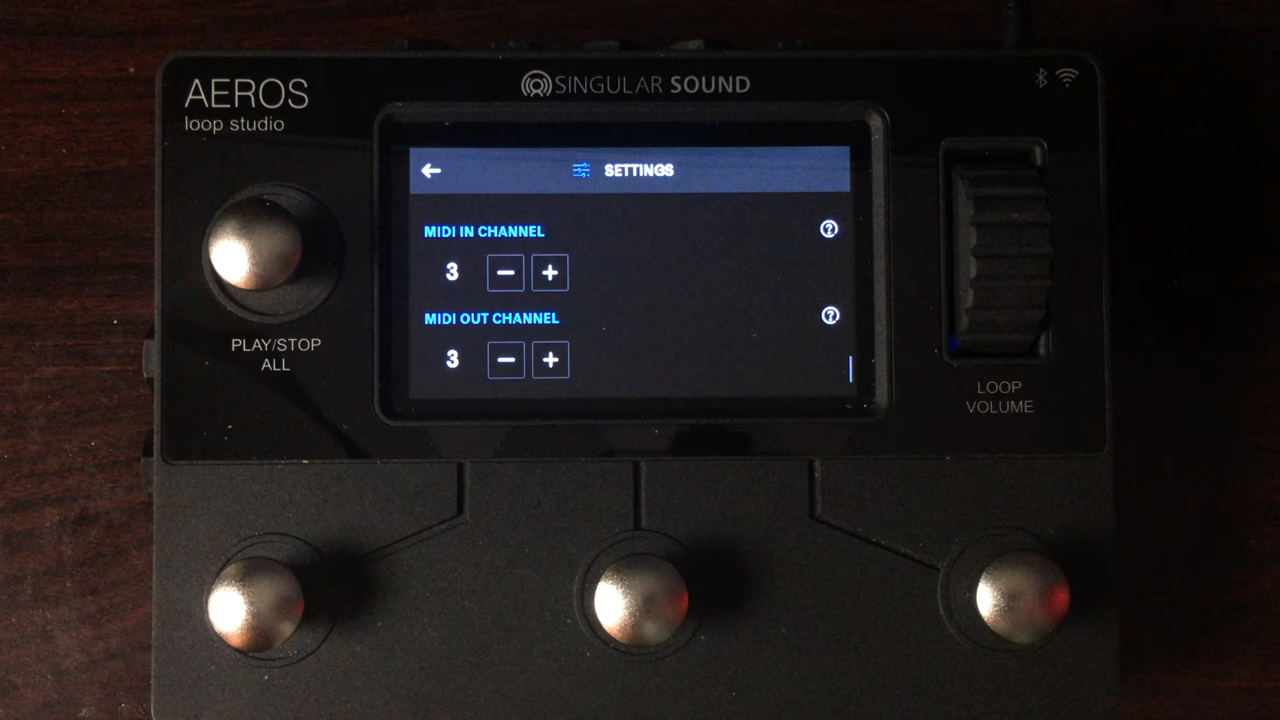 AEROS
loop studio
SINGULAR SOUND
SETTINGS
MIDI IN CHANNEL
3 − +
MIDI OUT CHANNEL
3 − +
PLAY/STOP
ALL
LOOP
VOLUME